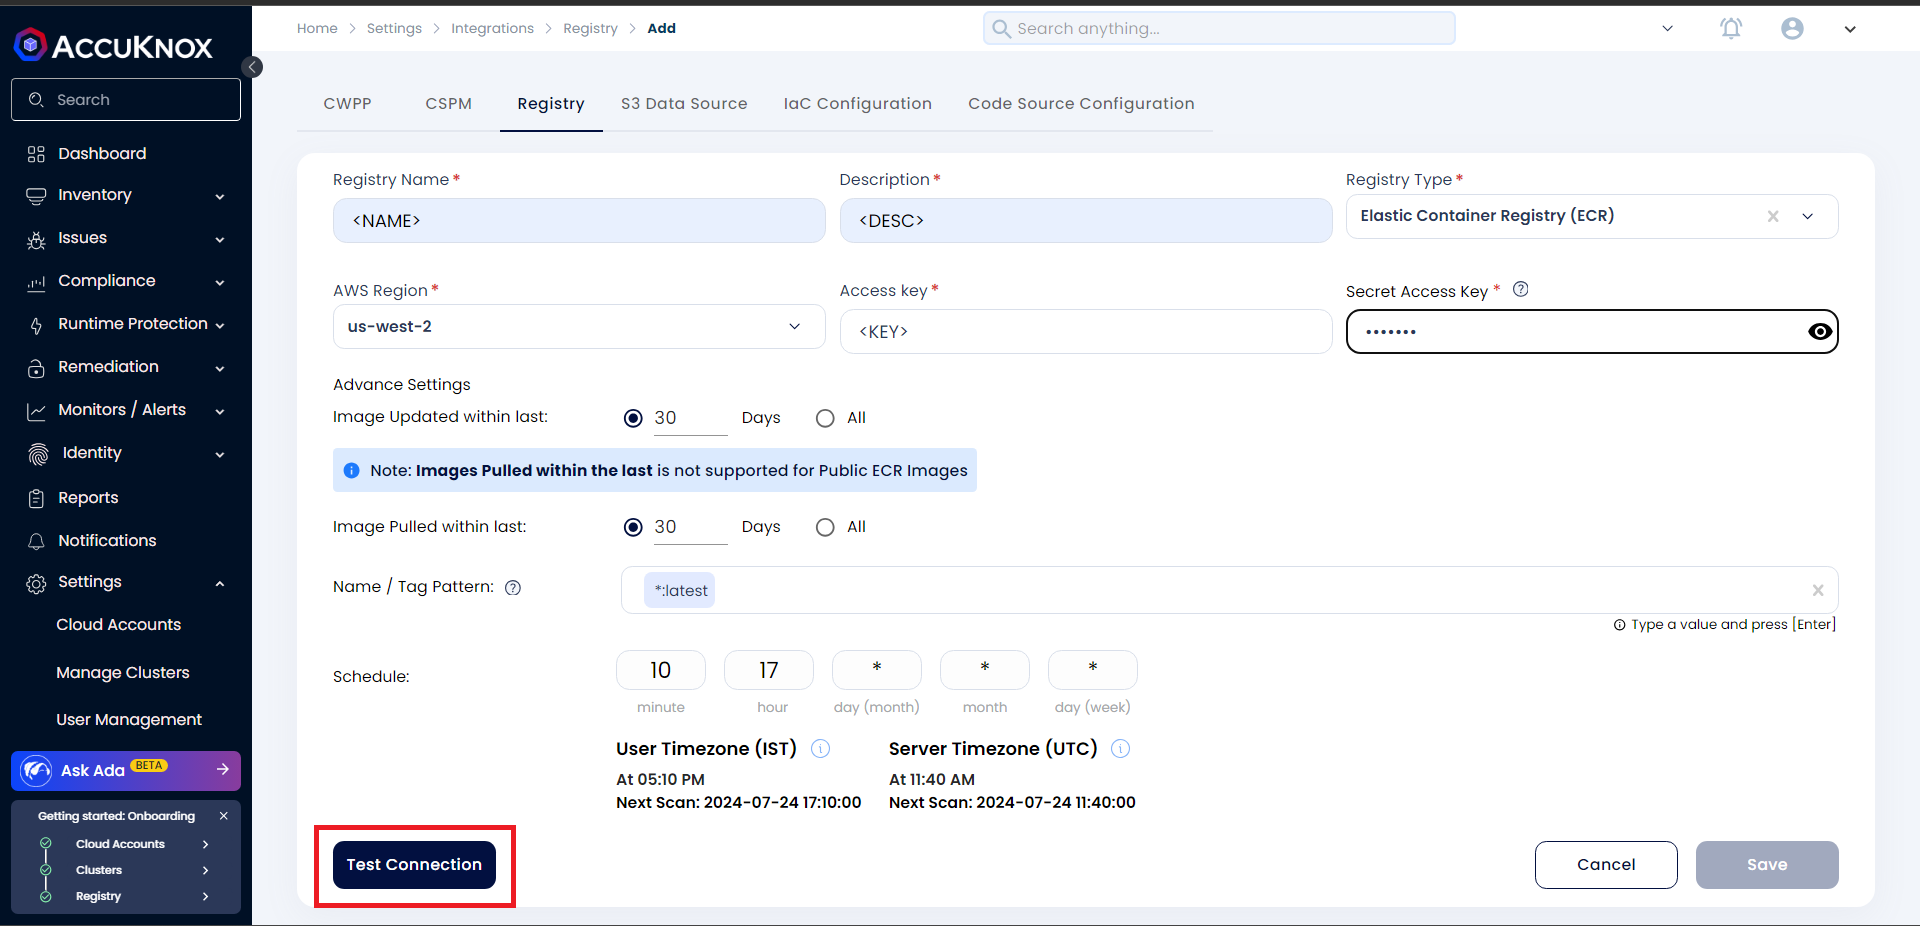 ACCUKNOX
Search
Dashboard
Inventory
Issues
Compliance
Runtime Protection
Remediation
Monitors / Alerts
Identity
Reports
Notifications
Settings
Cloud Accounts
Manage Clusters
User Management
Ask Ada BETA
Getting started: Onboarding
Cloud Accounts
Clusters
Registry
Home > Settings > Integrations > Registry > Add
Search anything...
CWPP CSPM Registry S3 Data Source IaC Configuration Code Source Configuration
Registry Name * Description * Registry Type *
<NAME> <DESC> Elastic Container Registry (ECR)
AWS Region * Access key * Secret Access Key *
us-west-2 <KEY> •••••••
Advance Settings
Image Updated within last: 30 Days All
Note: Images Pulled within the last is not supported for Public ECR Images
Image Pulled within last: 30 Days All
Name / Tag Pattern: *:latest
Type a value and press [Enter]
Schedule: 10 17 * * *
minute hour day (month) month day (week)
User Timezone (IST) Server Timezone (UTC)
At 05:10 PM At 11:40 AM
Next Scan: 2024-07-24 17:10:00 Next Scan: 2024-07-24 11:40:00
Test Connection Cancel Save